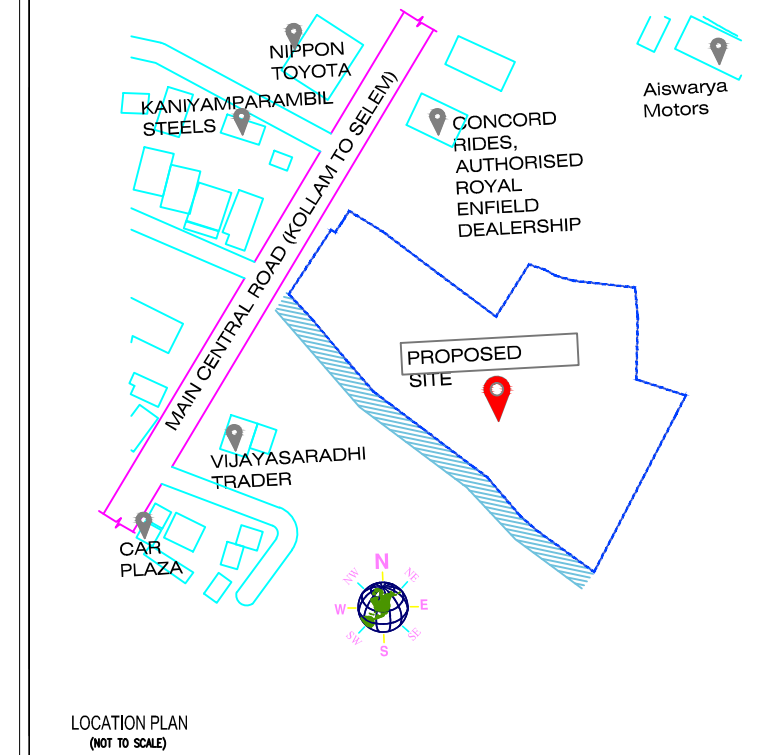 NIPPON
TOYOTA
KANIYAMPARAMBIL
STEELS
Aiswarya
Motors
CONCORD
RIDES,
AUTHORISED
ROYAL
ENFIELD
DEALERSHIP
MAIN CENTRAL ROAD (KOLLAM TO SELEM)
PROPOSED
SITE
VIJAYASARADHI
TRADER
CAR
PLAZA
N
NW
NE
W
E
SW
SE
S
LOCATION PLAN
(NOT TO SCALE)